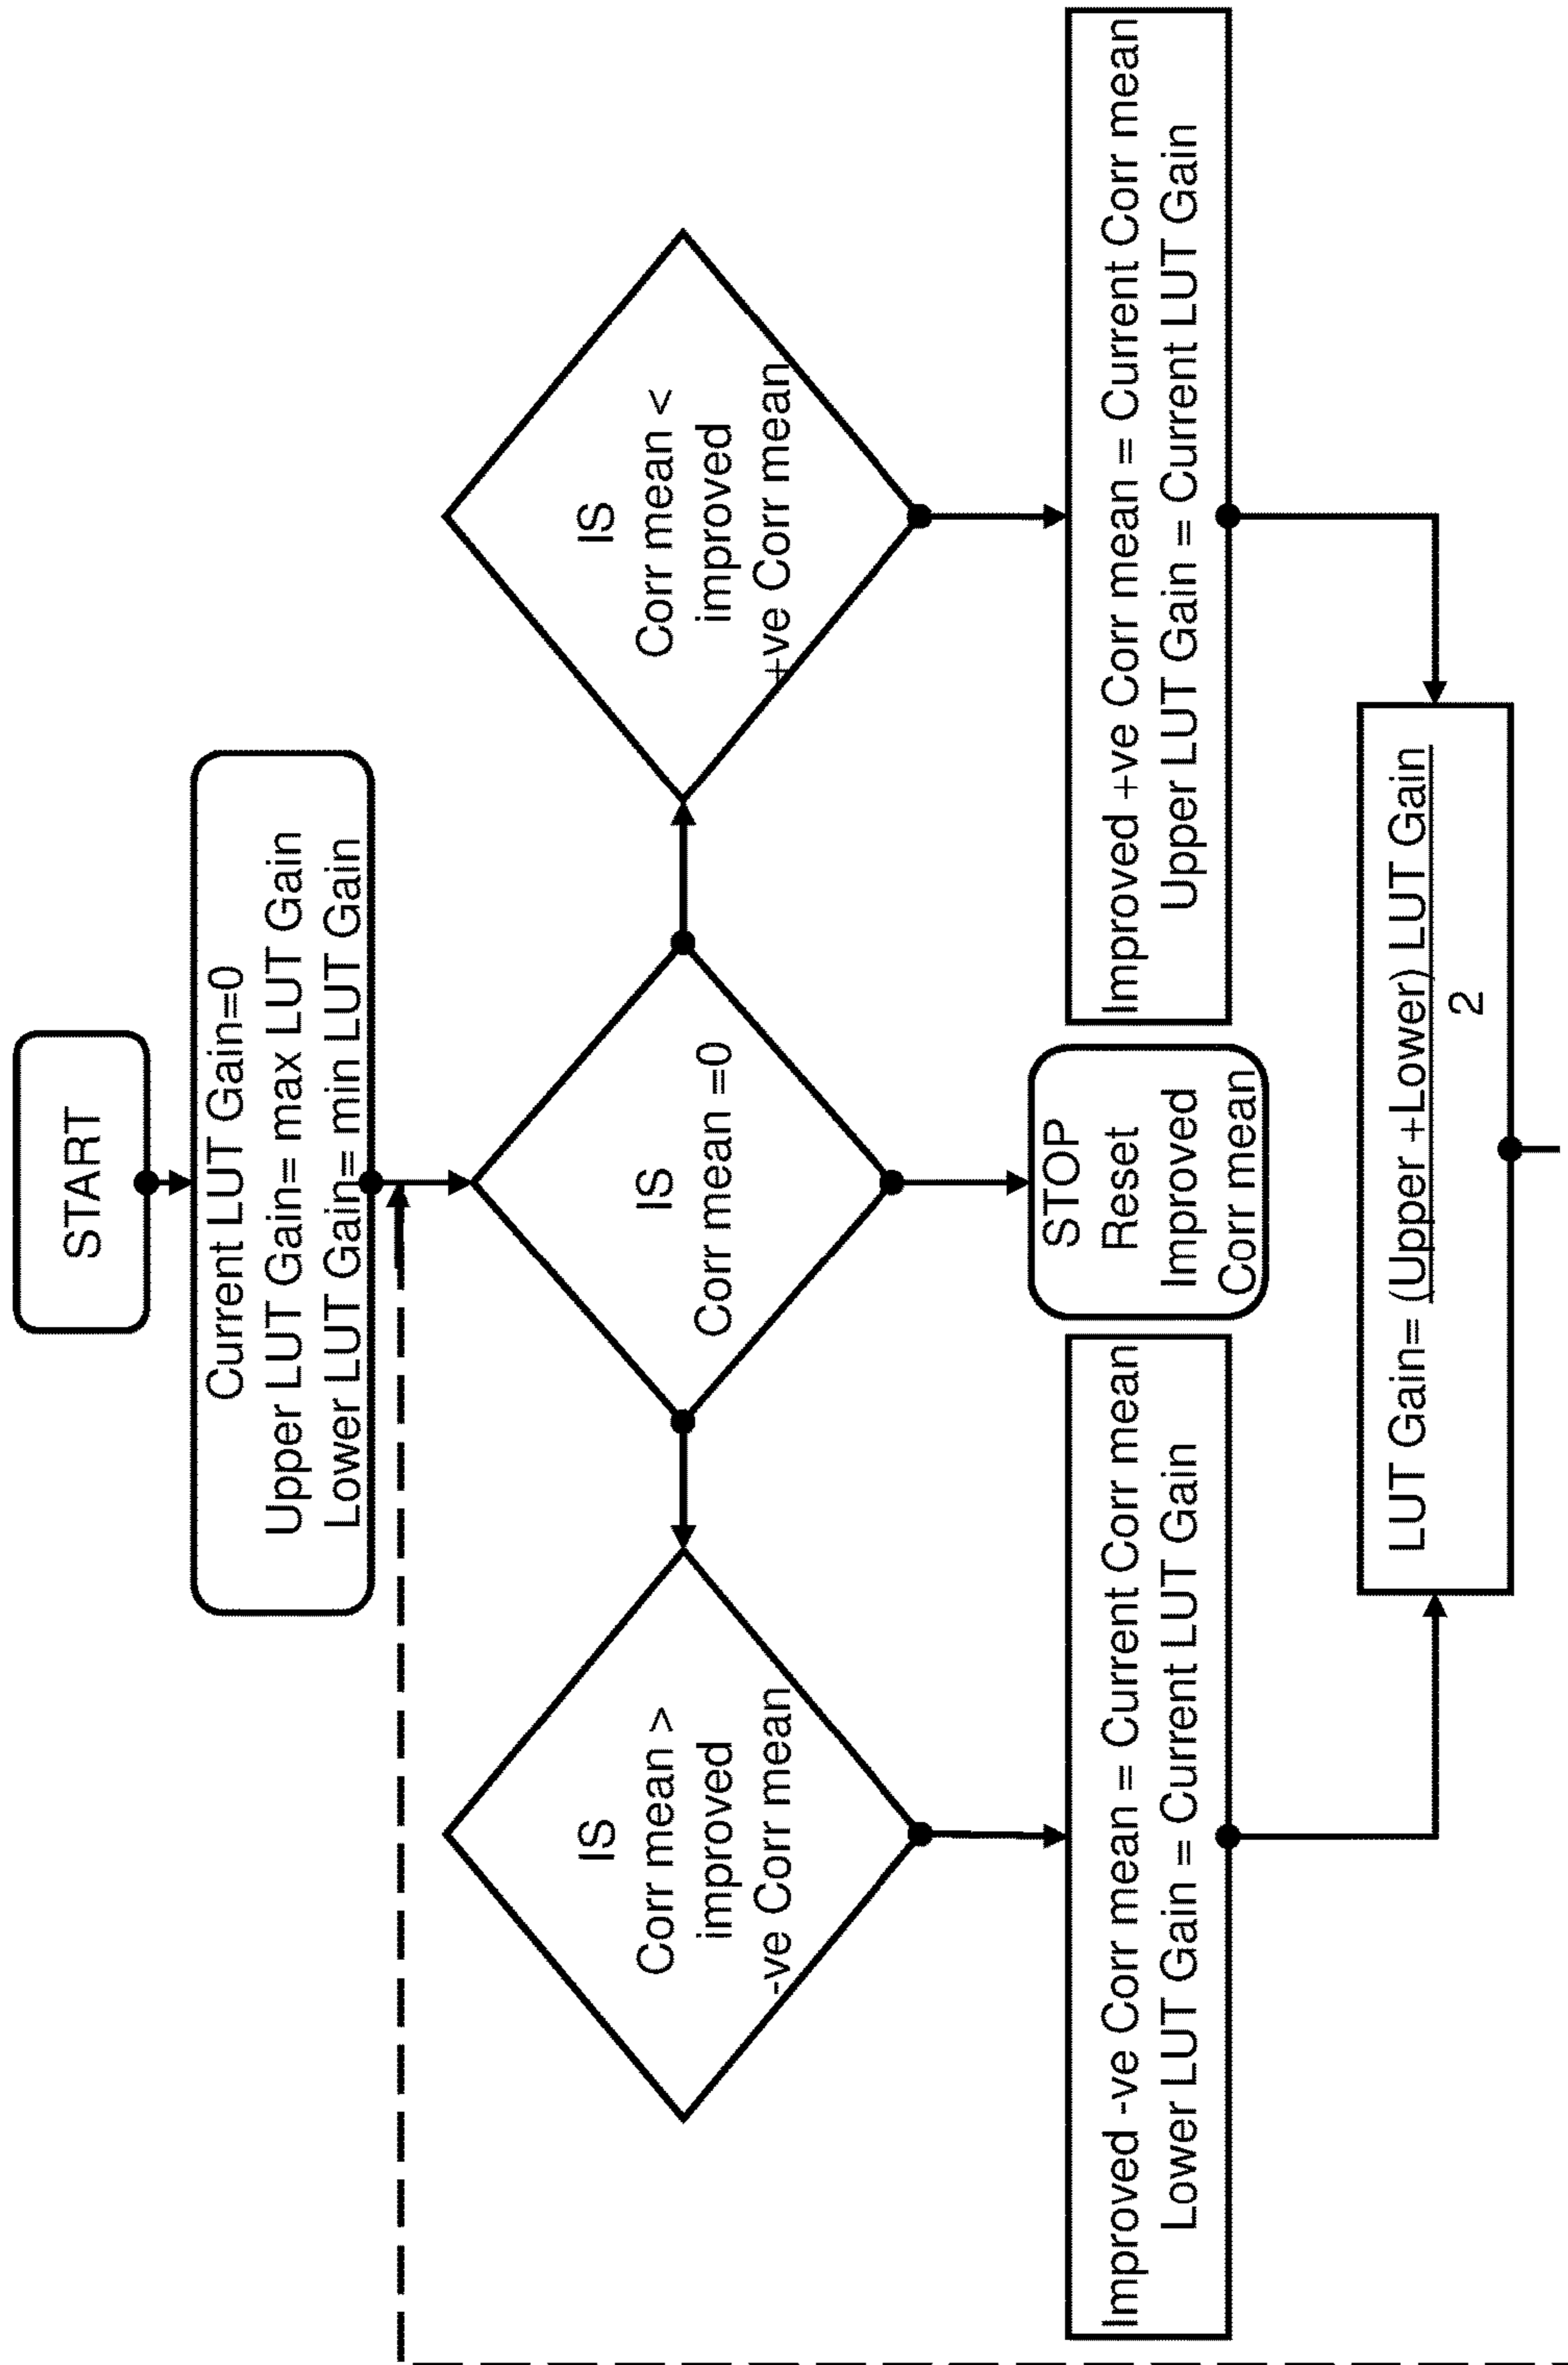 START
Current LUT Gain=0
Upper LUT Gain= max LUT Gain
Lower LUT Gain= min LUT Gain
IS
Corr mean >
improved
-ve Corr mean
IS
Corr mean =0
IS
Corr mean <
improved
+ve Corr mean
Improved -ve Corr mean = Current Corr mean
Lower LUT Gain = Current LUT Gain
STOP
Reset
Improved
Corr mean
Improved +ve Corr mean = Current Corr mean
Upper LUT Gain = Current LUT Gain
LUT Gain= (Upper +Lower) LUT Gain
2